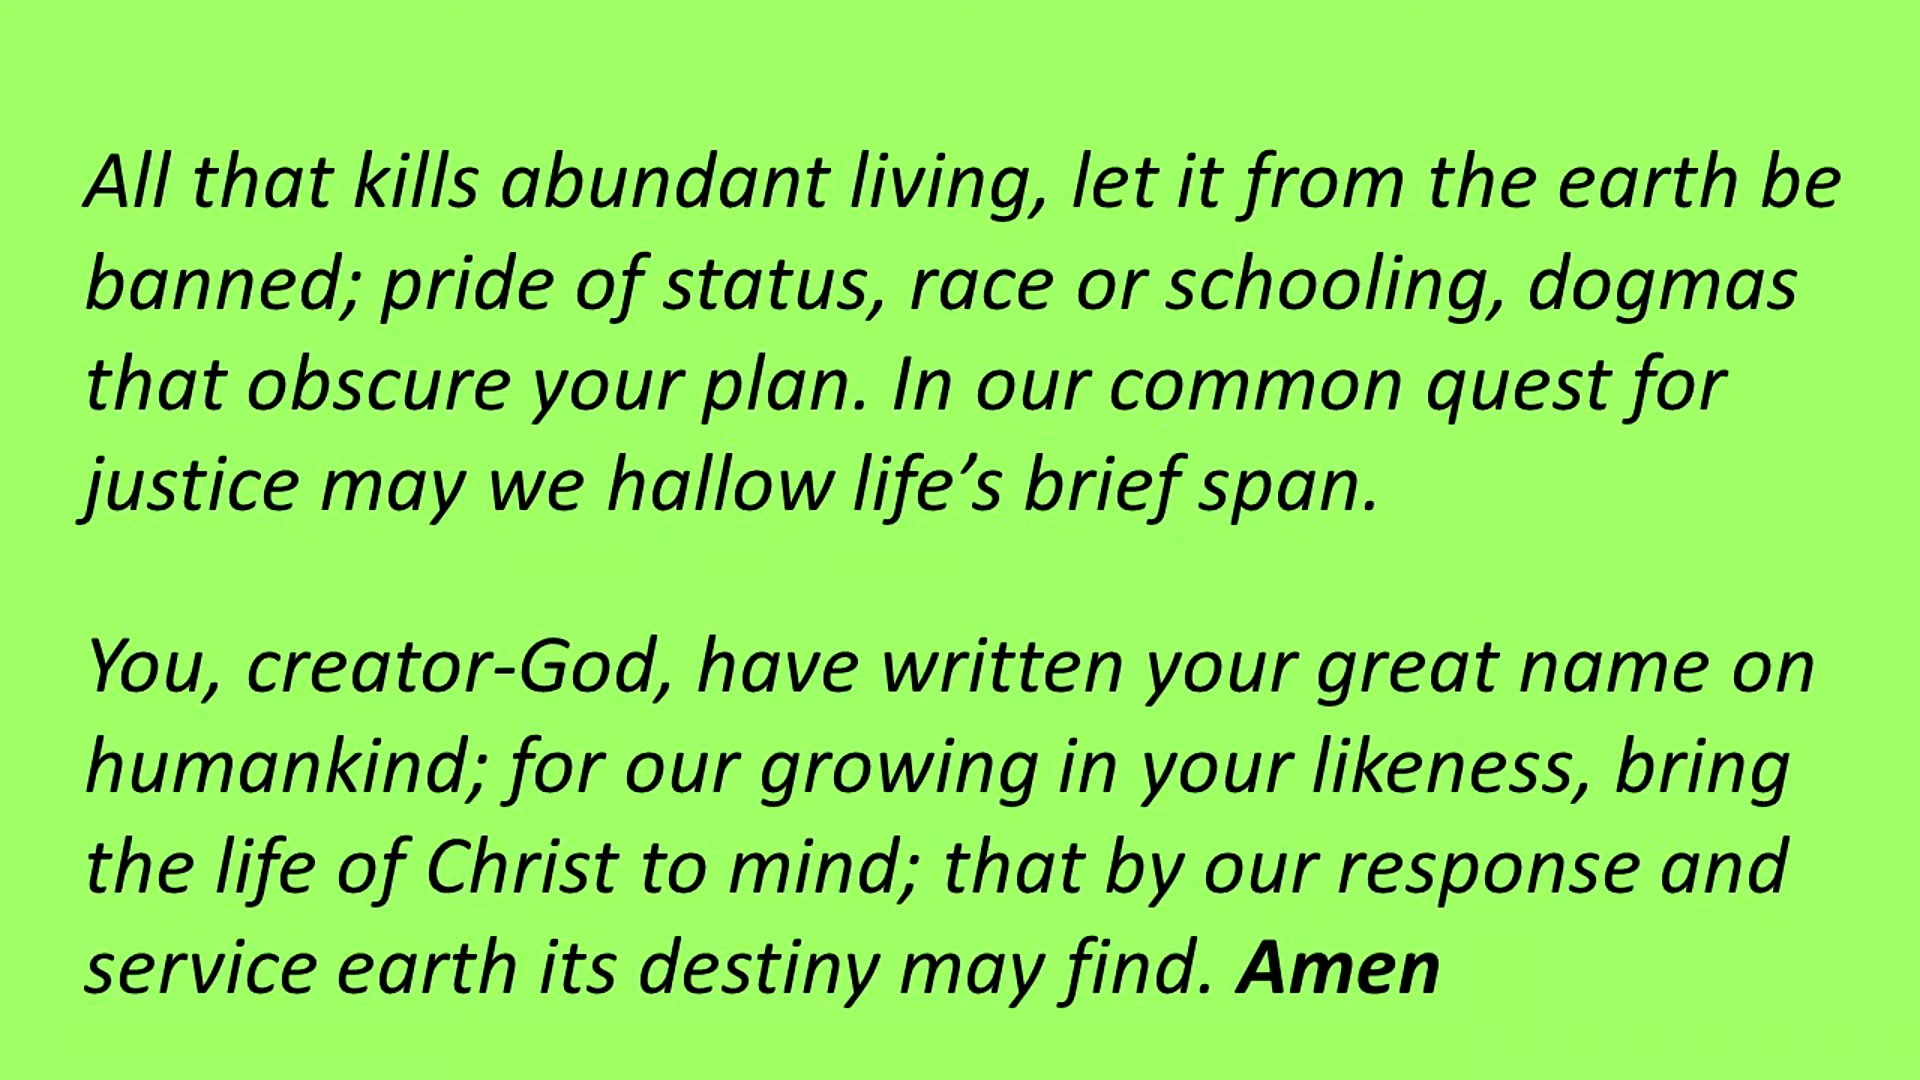 All that kills abundant living, let it from the earth be
banned; pride of status, race or schooling, dogmas
that obscure your plan. In our common quest for
justice may we hallow life’s brief span.
You, creator-God, have written your great name on
humankind; for our growing in your likeness, bring
the life of Christ to mind; that by our response and
service earth its destiny may find. Amen